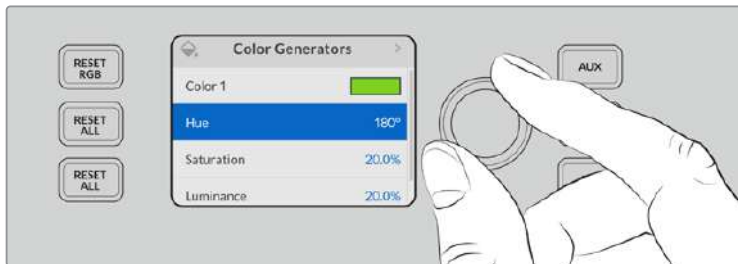 RESET
RGB
RESET
ALL
RESET
ALL
Color Generators >
Color 1
Hue 180°
Saturation 20.0%
Luminance 20.0%
AUX